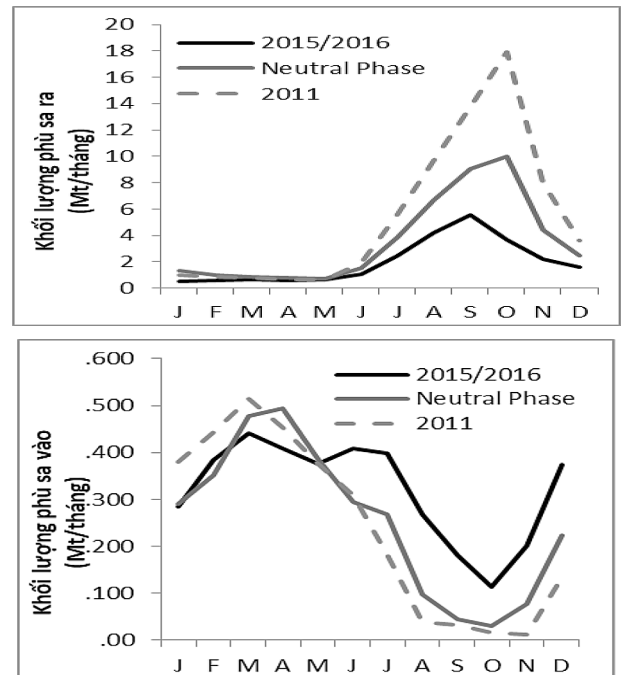 Khối lượng phù sa ra
(Mt/tháng)
20
18
16
14
12
10
8
6
4
2
0
2015/2016
Neutral Phase
2011
J F M A M J J A S O N D
Khối lượng phù sa vào
(Mt/tháng)
.600
.500
.400
.300
.200
.100
.00
2015/2016
Neutral Phase
2011
J F M A M J J A S O N D